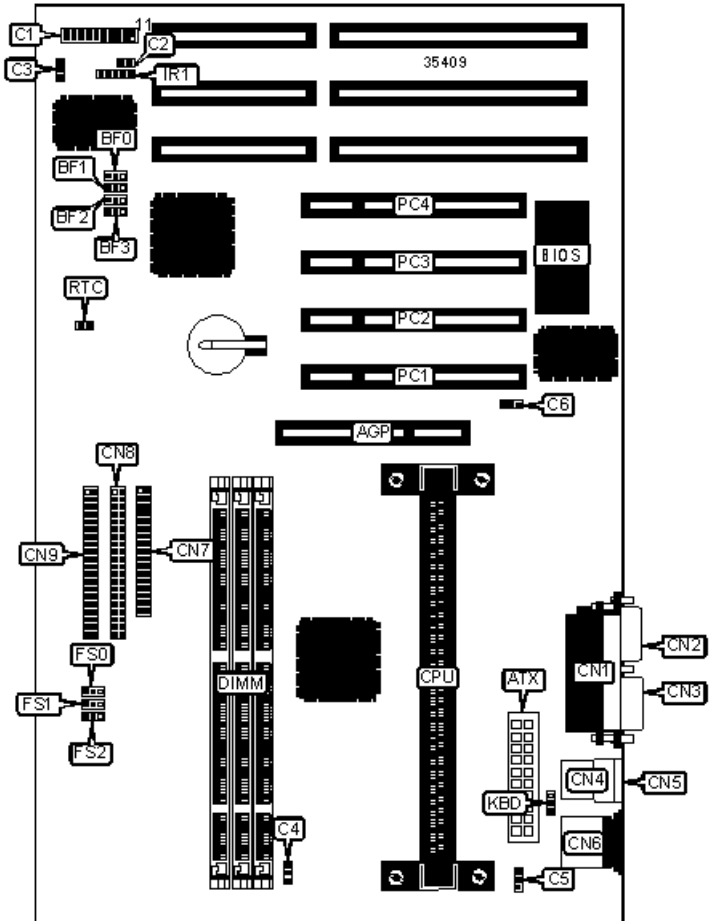 C1
11
C2
35409
C3
IR1
BF0
BF1
PC4
BF2
BF3
BIOS
PC3
RTC
PC2
PC1
C6
AGP
CN8
CN9
CN7
CN2
FS0
CN1
DIMM
CPU
ATX
CN3
FS1
FS2
CN4
CN5
KBD
C4
CN6
C5